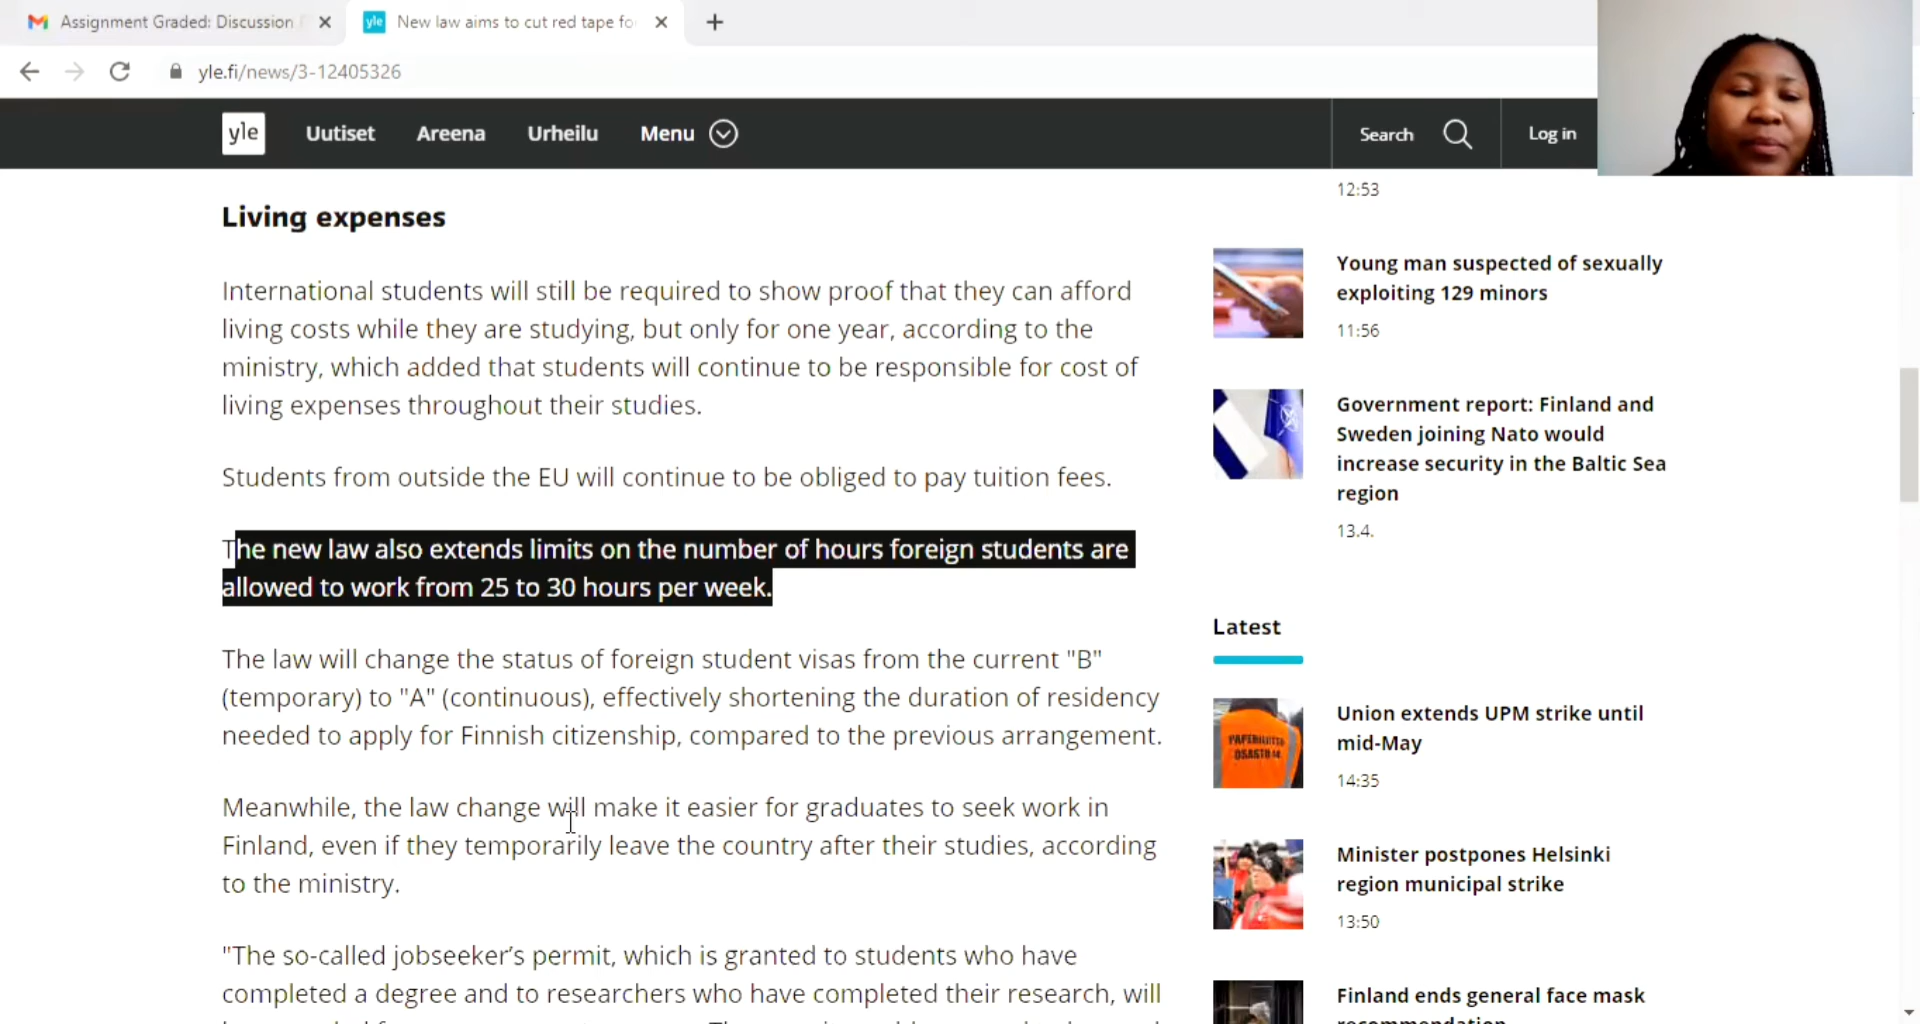 Assignment Graded: Discussion
yle
New law aims to cut red tape fo
yle.fi/news/3-12405326
yle
Uutiset
Areena
Urheilu
Menu
Search
Log in
Living expenses
International students will still be required to show proof that they can afford
living costs while they are studying, but only for one year, according to the
ministry, which added that students will continue to be responsible for cost of
living expenses throughout their studies.
Students from outside the EU will continue to be obliged to pay tuition fees.
The new law also extends limits on the number of hours foreign students are
allowed to work from 25 to 30 hours per week.
The law will change the status of foreign student visas from the current "B"
(temporary) to "A" (continuous), effectively shortening the duration of residency
needed to apply for Finnish citizenship, compared to the previous arrangement.
Meanwhile, the law change will make it easier for graduates to seek work in
Finland, even if they temporarily leave the country after their studies, according
to the ministry.
"The so-called jobseeker’s permit, which is granted to students who have
completed a degree and to researchers who have completed their research, will
12:53
Young man suspected of sexually
exploiting 129 minors
11:56
Government report: Finland and
Sweden joining Nato would
increase security in the Baltic Sea
region
13.4.
Latest
Union extends UPM strike until
mid-May
14:35
Minister postpones Helsinki
region municipal strike
13:50
Finland ends general face mask
recommendation